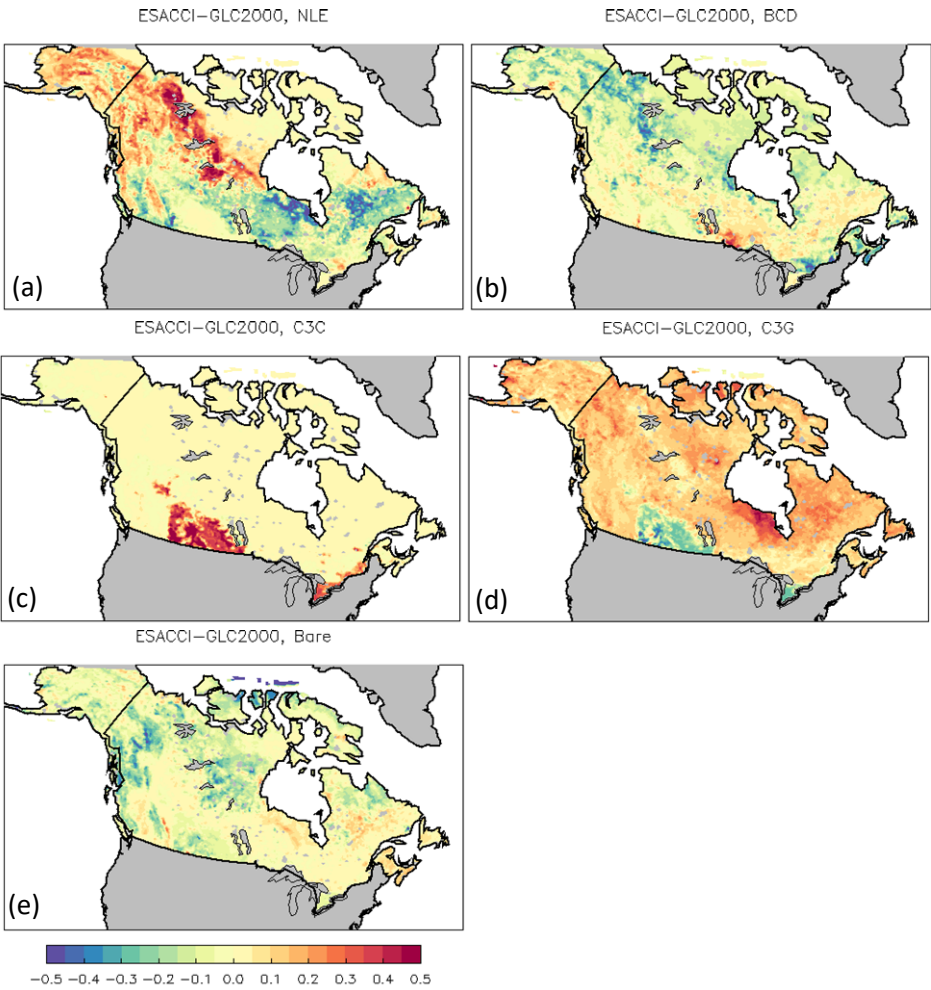 ESACCI-GLC2000, NLE
ESACCI-GLC2000, BCD
(a)
(b)
ESACCI-GLC2000, C3C
ESACCI-GLC2000, C3G
(c)
(d)
ESACCI-GLC2000, Bare
(e)
-0.5 -0.4 -0.3 -0.2 -0.1 0.0 0.1 0.2 0.3 0.4 0.5